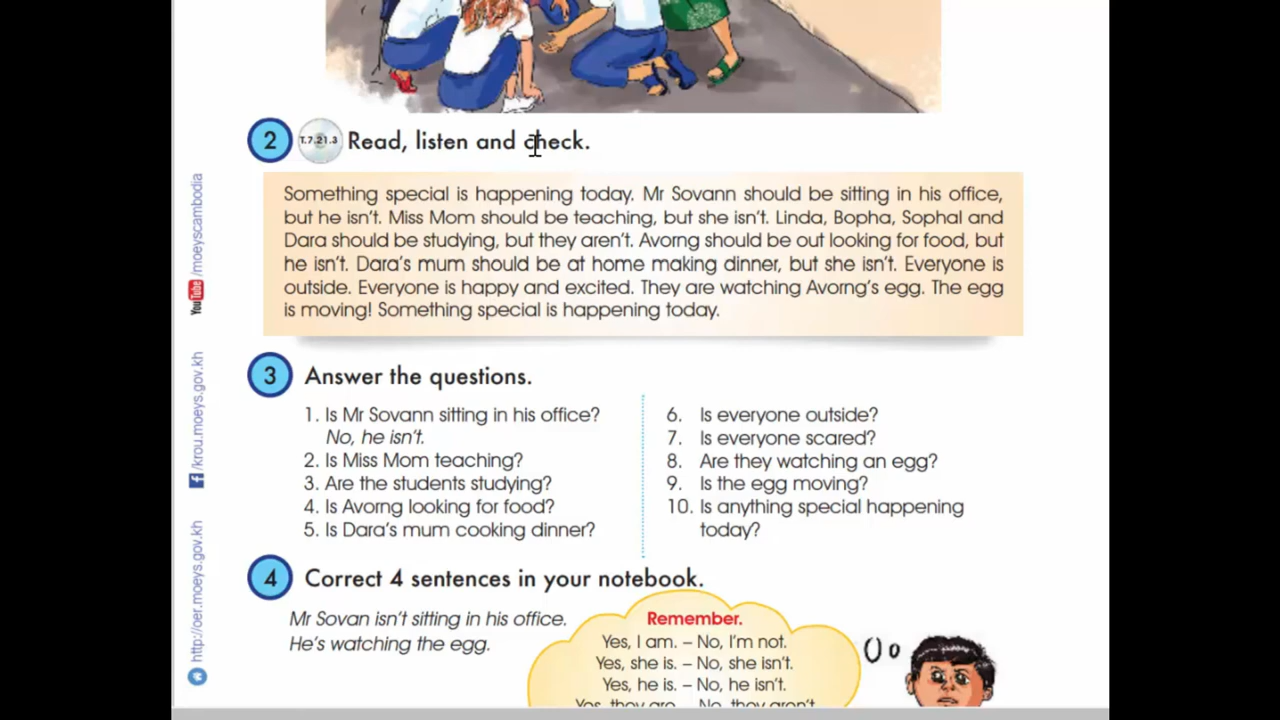 2 T.7.21.3 Read, listen and check.
Something special is happening today. Mr Sovann should be sitting in his office,
but he isn't. Miss Mom should be teaching, but she isn't. Linda, Bopha, Sophal and
Dara should be studying, but they aren't. Avorng should be out looking for food, but
he isn't. Dara's mum should be at home making dinner, but she isn't. Everyone is
outside. Everyone is happy and excited. They are watching Avorng's egg. The egg
is moving! Something special is happening today.
3 Answer the questions.
1. Is Mr Sovann sitting in his office?
No, he isn't.
2. Is Miss Mom teaching?
3. Are the students studying?
4. Is Avorng looking for food?
5. Is Dara's mum cooking dinner?
6. Is everyone outside?
7. Is everyone scared?
8. Are they watching an egg?
9. Is the egg moving?
10. Is anything special happening
today?
4 Correct 4 sentences in your notebook.
Mr Sovan isn't sitting in his office.
He's watching the egg.
Remember.
Yes, I am. – No, I'm not.
Yes, she is. – No, she isn't.
Yes, he is. – No, he isn't.
Yes, they are. – No, they aren't.
YouTube /moeyscambodia
f /krou.moeys.gov.kh
http://oer.moeys.gov.kh